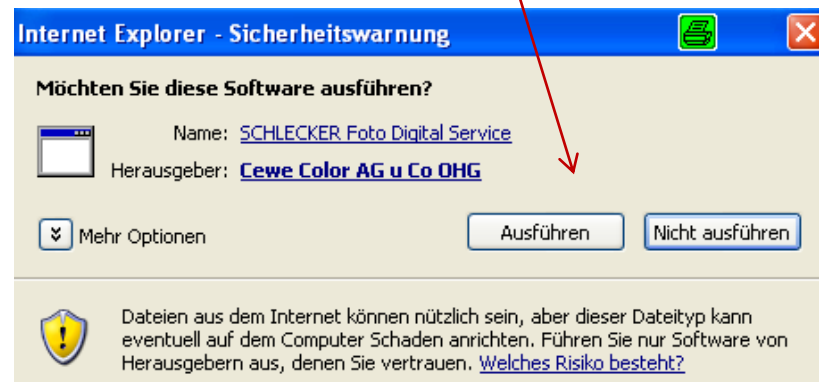 Internet Explorer - Sicherheitswarnung
Möchten Sie diese Software ausführen?
Name: SCHLECKER Foto Digital Service
Herausgeber: Cewe Color AG u Co OHG
Mehr Optionen
Ausführen
Nicht ausführen
Dateien aus dem Internet können nützlich sein, aber dieser Dateityp kann
eventuell auf dem Computer Schaden anrichten. Führen Sie nur Software von
Herausgebern aus, denen Sie vertrauen. Welches Risiko besteht?